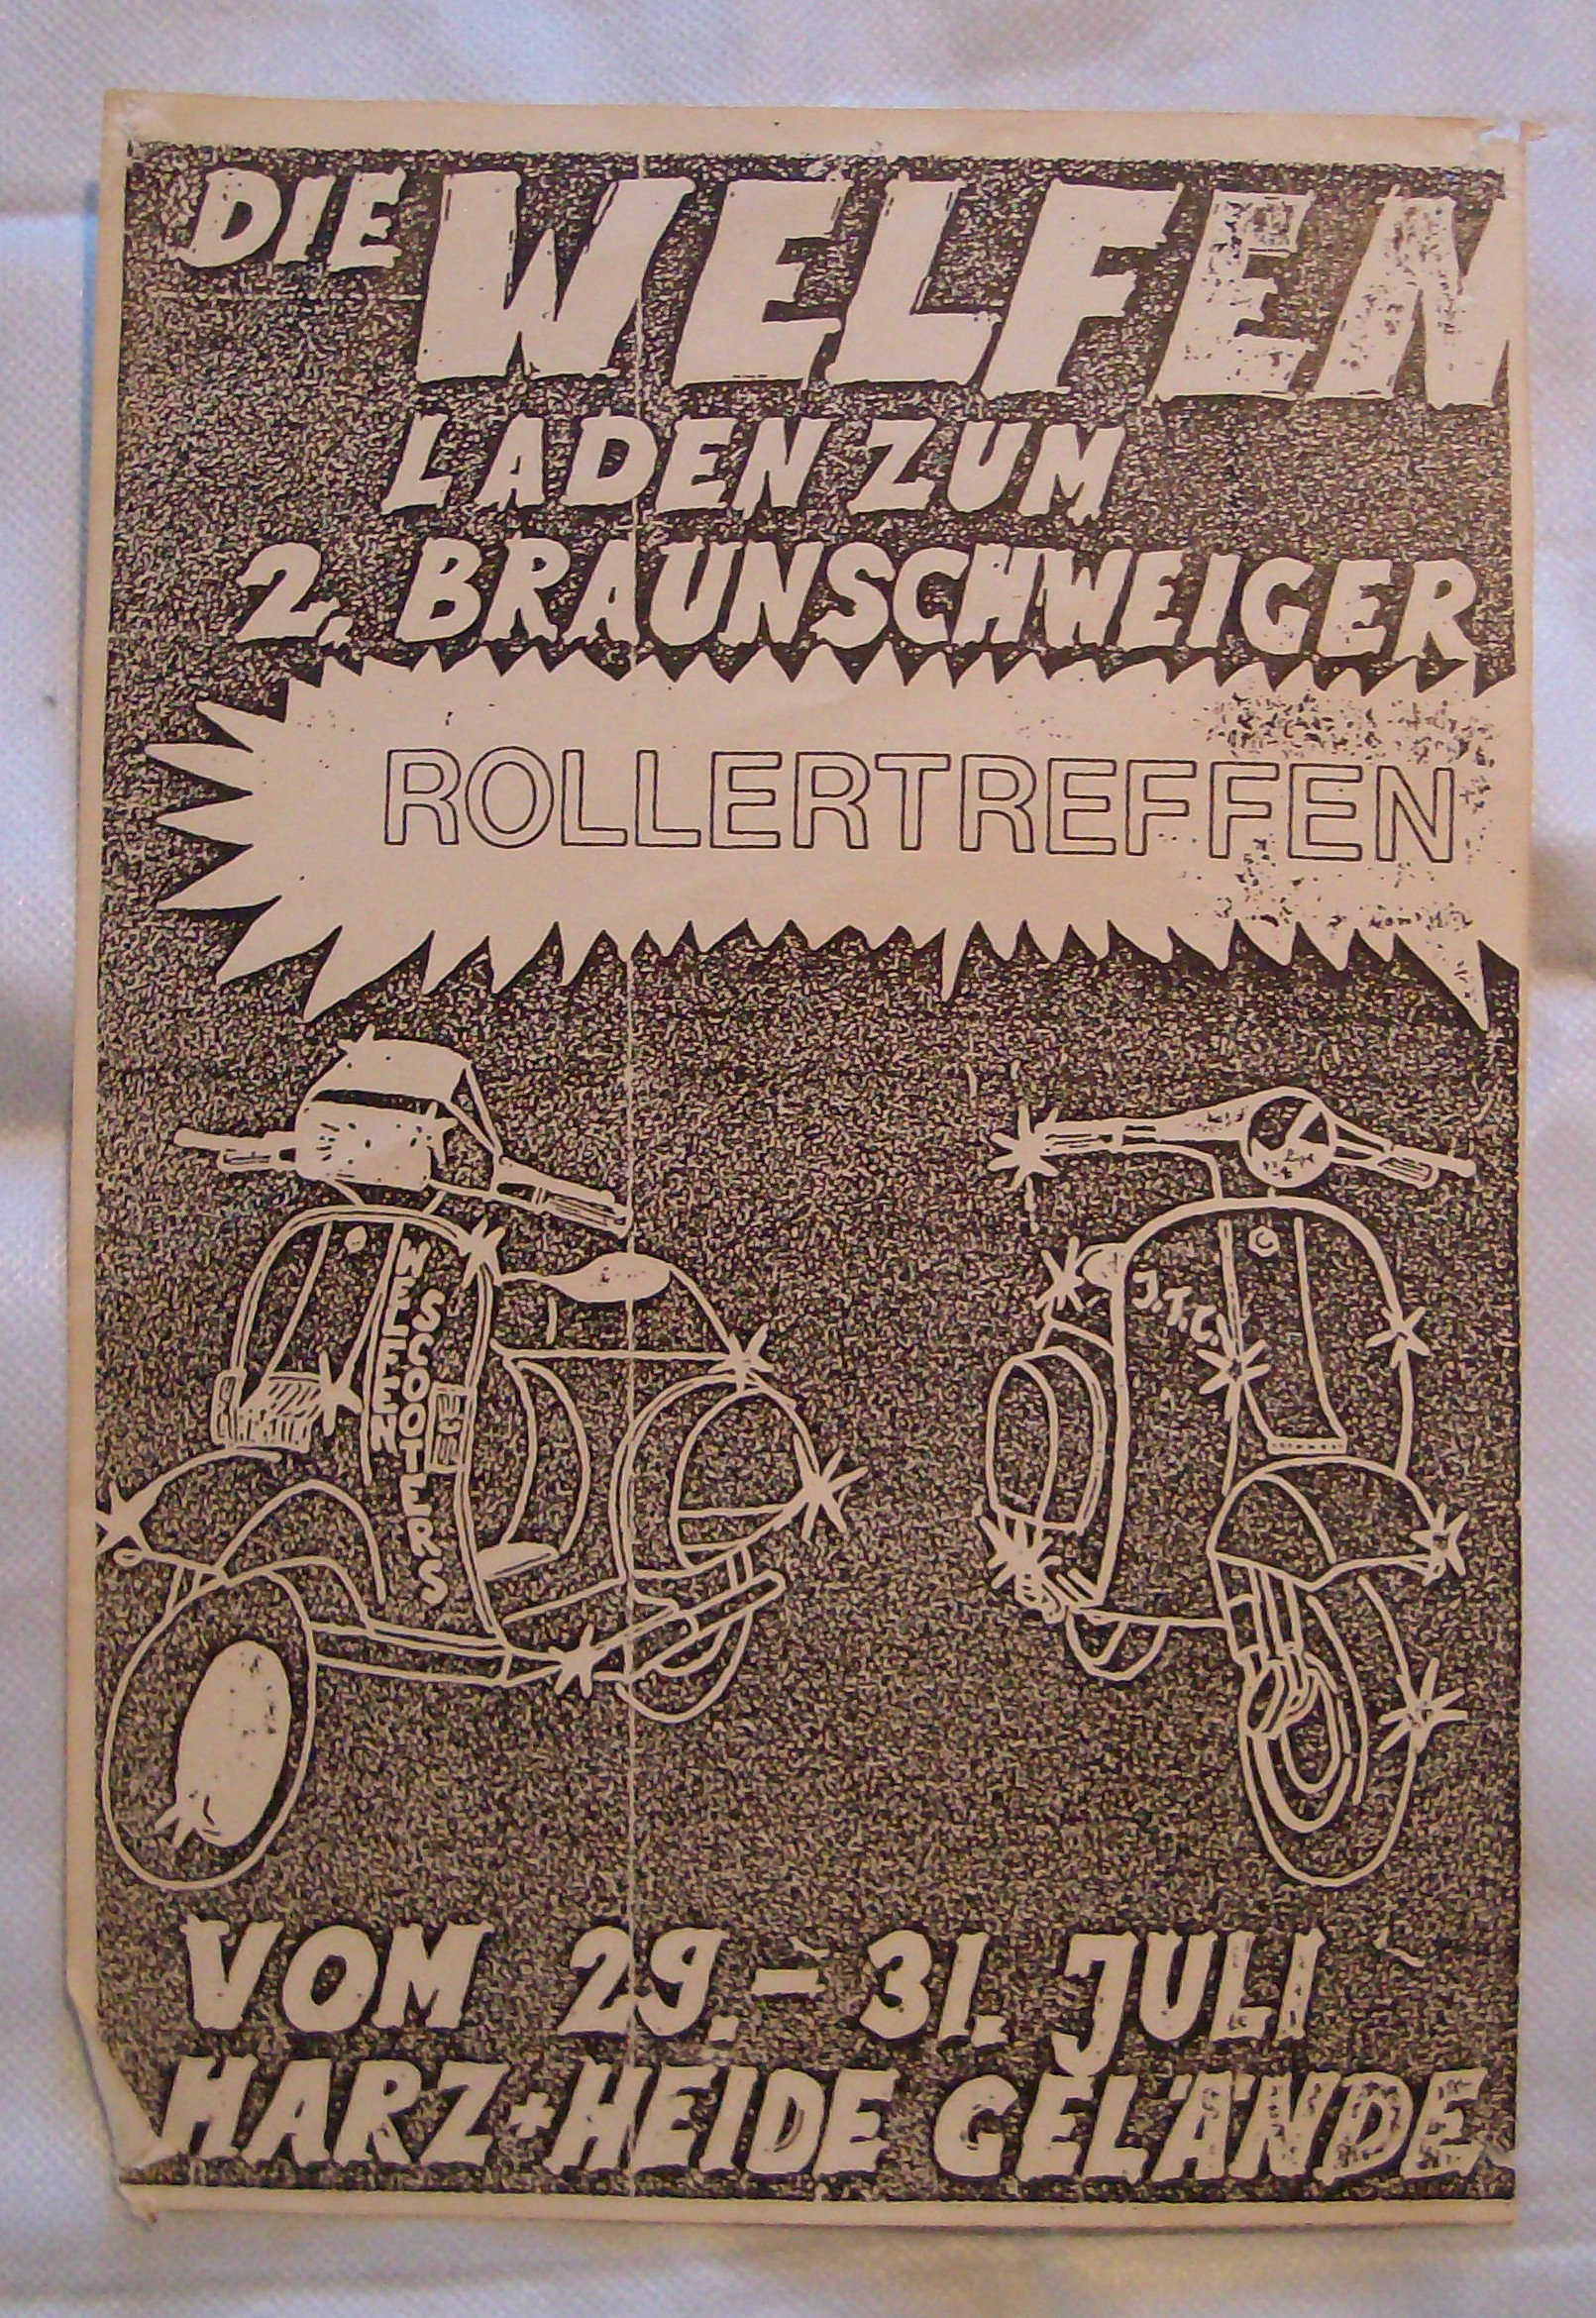 DIE WELFEN
LADEN ZUM
2. BRAUNSCHWEIGER
ROLLERTREFFEN
WELFEN
SCOOTERS
J.T.C.
VOM 29.-31. JULI
HARZ+HEIDE GELÄNDE